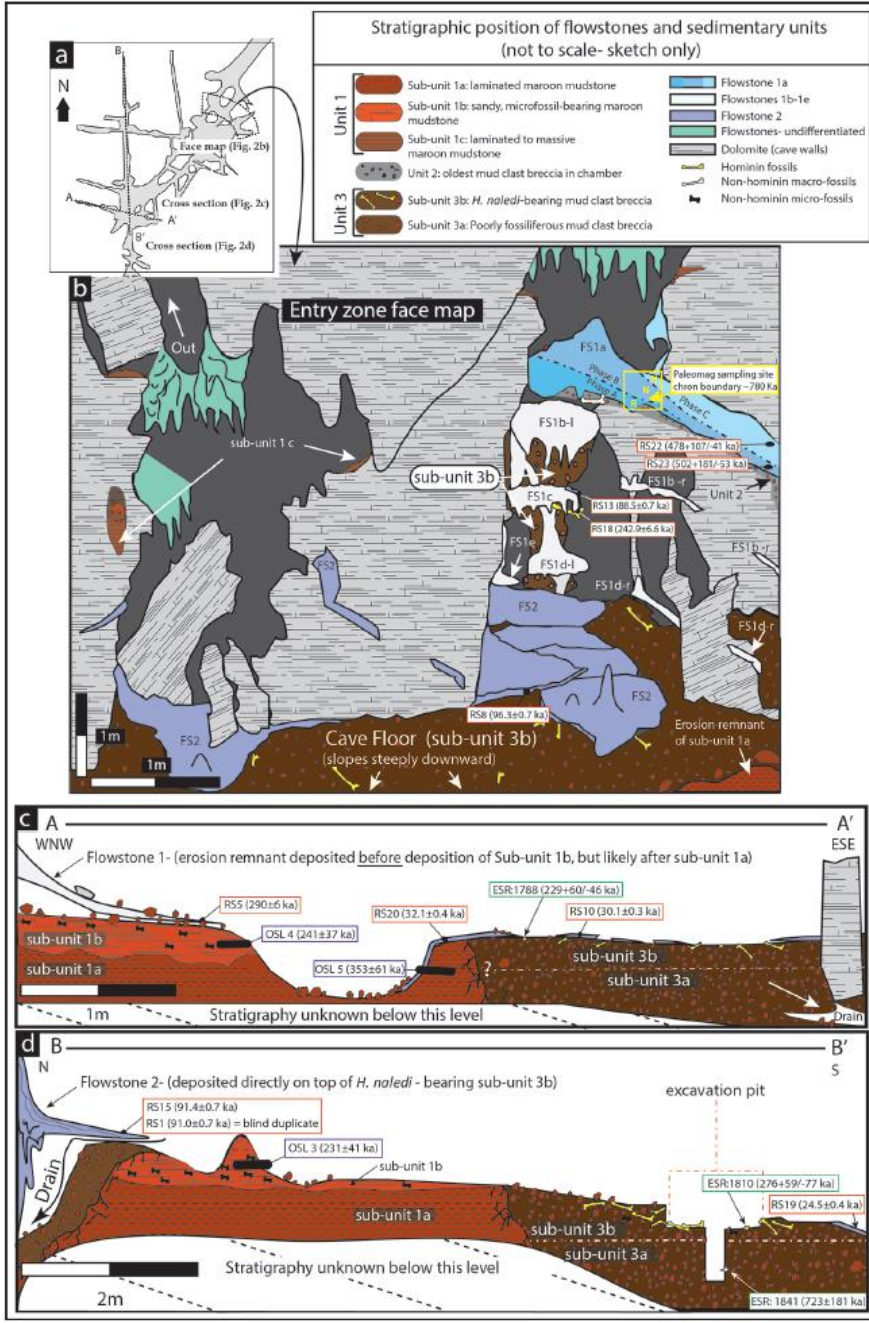 a
B
N
Face map (Fig. 2b)
A
Cross section (Fig. 2c)
A'
B'
Cross section (Fig. 2d)
Stratigraphic position of flowstones and sedimentary units
(not to scale- sketch only)
Unit 1
Sub-unit 1a: laminated maroon mudstone
Sub-unit 1b: sandy, microfossil-bearing maroon
mudstone
Sub-unit 1c: laminated to massive
maroon mudstone
Unit 2: oldest mud clast breccia in chamber
Unit 3
Sub-unit 3b: H. naledi-bearing mud clast breccia
Sub-unit 3a: Poorly fossiliferous mud clast breccia
Flowstone 1a
Flowstones 1b-1e
Flowstone 2
Flowstones- undifferentiated
Dolomite (cave walls)
Hominin fossils
Non-hominin macro-fossils
Non-hominin micro-fossils
b
Entry zone face map
Out
FS1a
Phase B
Phase A
Phase C
N
R
Paleomag sampling site
chron boundary ~780 Ka
sub-unit 1 c
FS1b-l
RS22 (478+107/-41 ka)
RS23 (502+181/-53 ka)
sub-unit 3b
FS1b -r
Unit 2
FS1c
RS13 (88.5±0.7 ka)
RS18 (242.9±6.6 ka)
FS1e
FS1b -r
FS2
FS1d-l
FS1d-r
FS2
FS1d-r
FS2
FS2
RS8 (96.3±0.7 ka)
1m
1m
Cave Floor (sub-unit 3b)
(slopes steeply downward)
Erosion remnant
of sub-unit 1a
c
A
A'
WNW
ESE
Flowstone 1- (erosion remnant deposited before deposition of Sub-unit 1b, but likely after sub-unit 1a)
RS5 (290±6 ka)
RS20 (32.1±0.4 ka)
ESR:1788 (229+60/-46 ka)
RS10 (30.1±0.3 ka)
sub-unit 1b
OSL 4 (241±37 ka)
sub-unit 1a
OSL 5 (353±61 ka)
?
sub-unit 3b
sub-unit 3a
1m
Stratigraphy unknown below this level
Drain
d
B
B'
N
S
Flowstone 2- (deposited directly on top of H. naledi - bearing sub-unit 3b)
excavation pit
RS15 (91.4±0.7 ka)
RS1 (91.0±0.7 ka) = blind duplicate
OSL 3 (231±41 ka)
Drain
sub-unit 1b
ESR:1810 (276+59/-77 ka)
RS19 (24.5±0.4 ka)
sub-unit 1a
sub-unit 3b
sub-unit 3a
Stratigraphy unknown below this level
2m
ESR: 1841 (723±181 ka)